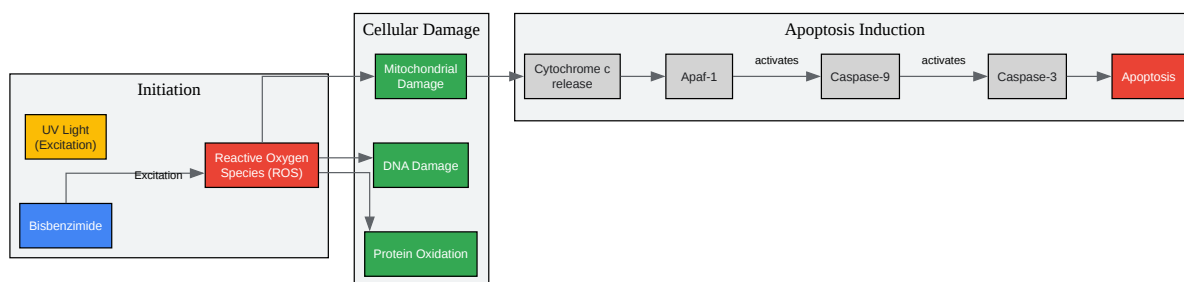 Initiation
UV Light
(Excitation)
Bisbenzimide
Excitation
Reactive Oxygen
Species (ROS)
Cellular Damage
Mitochondrial
Damage
DNA Damage
Protein Oxidation
Apoptosis Induction
Cytochrome c
release
Apaf-1
activates
Caspase-9
activates
Caspase-3
Apoptosis